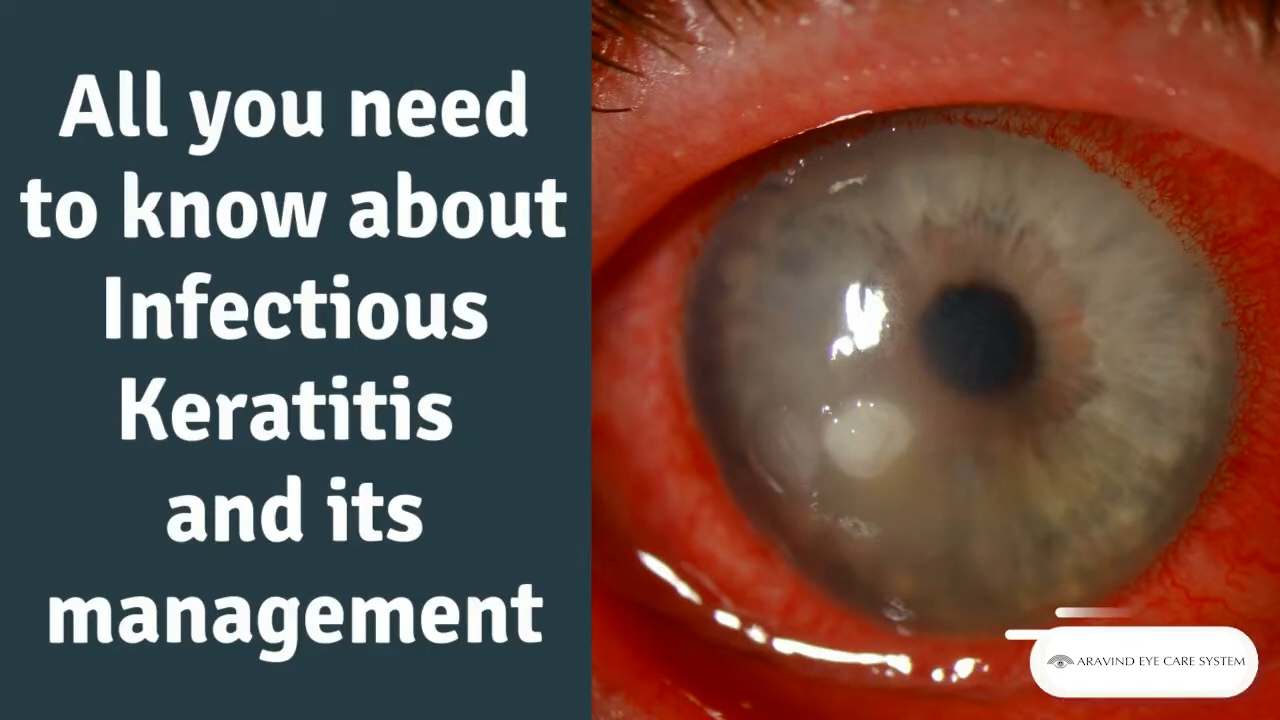 All you need
to know about
Infectious
Keratitis
and its
management
ARAVIND EYE CARE SYSTEM